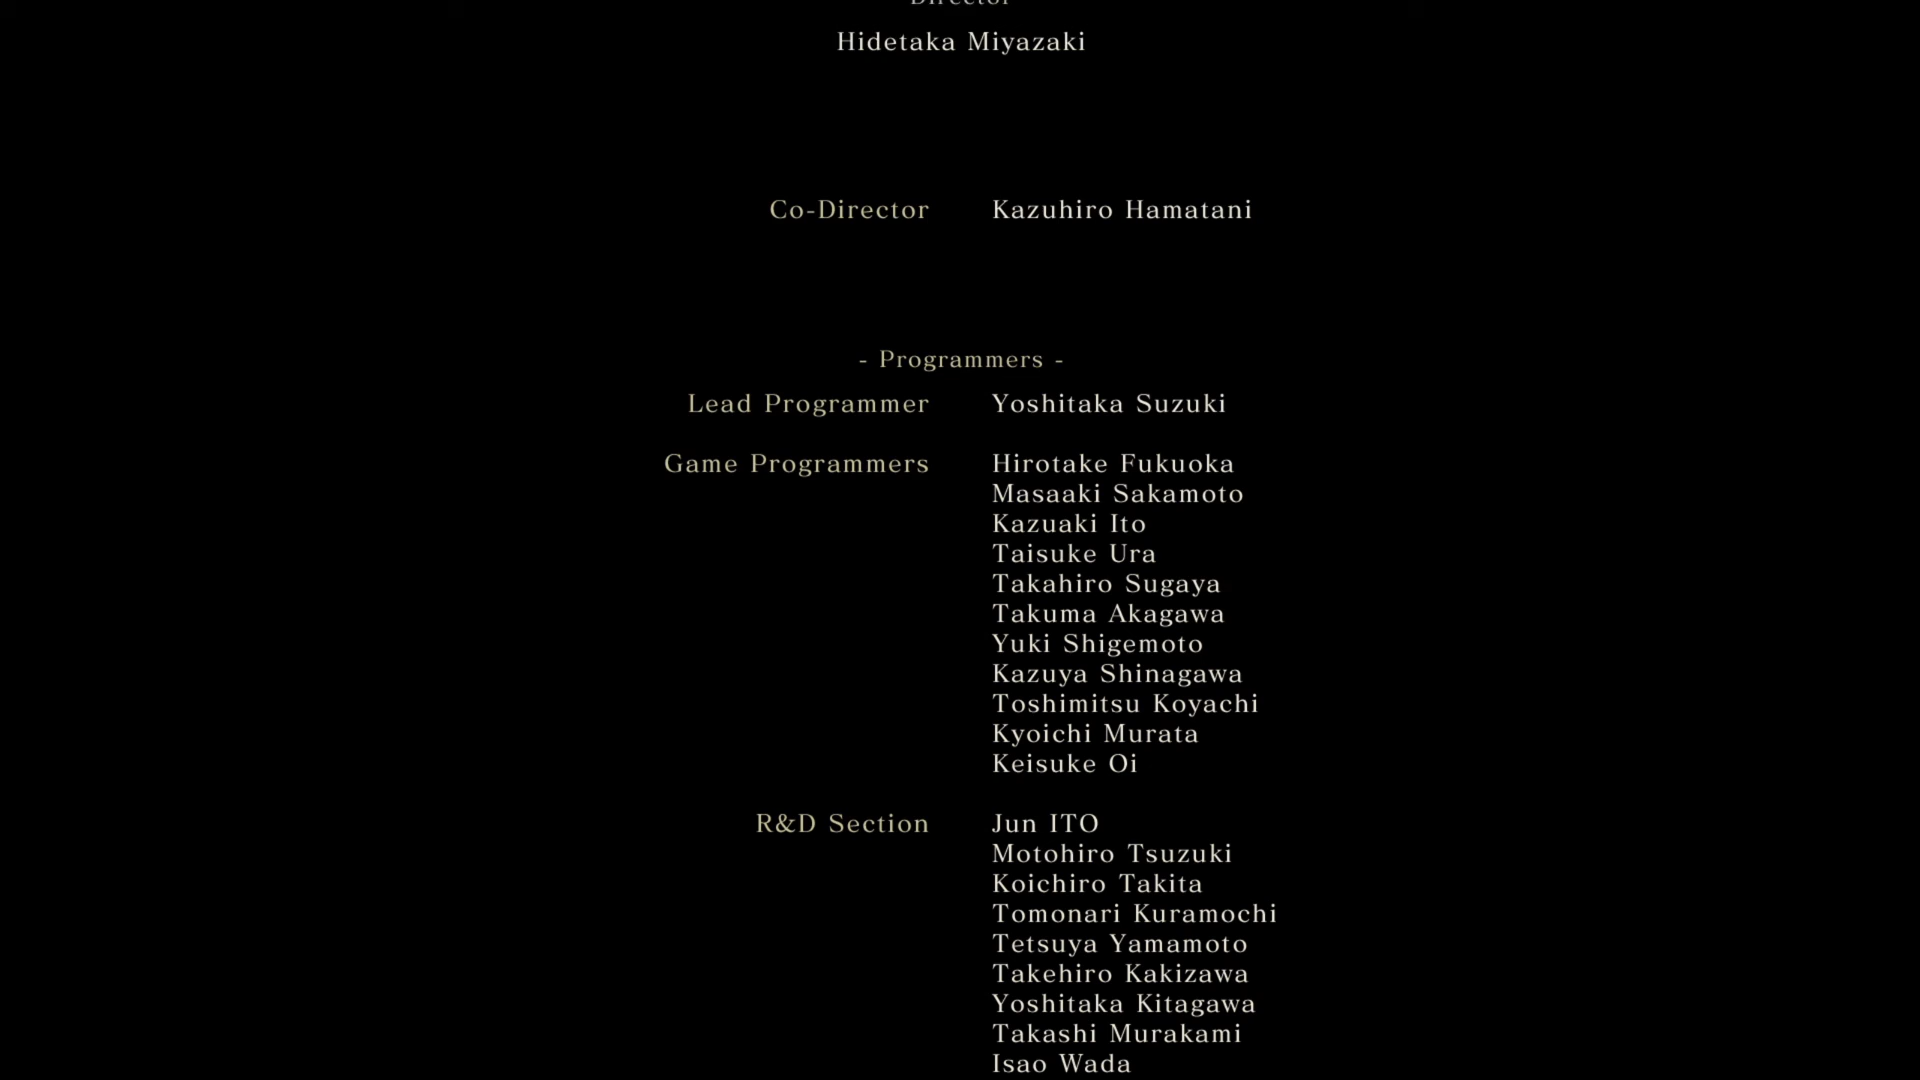 Director
Hidetaka Miyazaki
Co-Director Kazuhiro Hamatani
- Programmers -
Lead Programmer Yoshitaka Suzuki
Game Programmers Hirotake Fukuoka
Masaaki Sakamoto
Kazuaki Ito
Taisuke Ura
Takahiro Sugaya
Takuma Akagawa
Yuki Shigemoto
Kazuya Shinagawa
Toshimitsu Koyachi
Kyoichi Murata
Keisuke Oi
R&D Section Jun ITO
Motohiro Tsuzuki
Koichiro Takita
Tomonari Kuramochi
Tetsuya Yamamoto
Takehiro Kakizawa
Yoshitaka Kitagawa
Takashi Murakami
Isao Wada